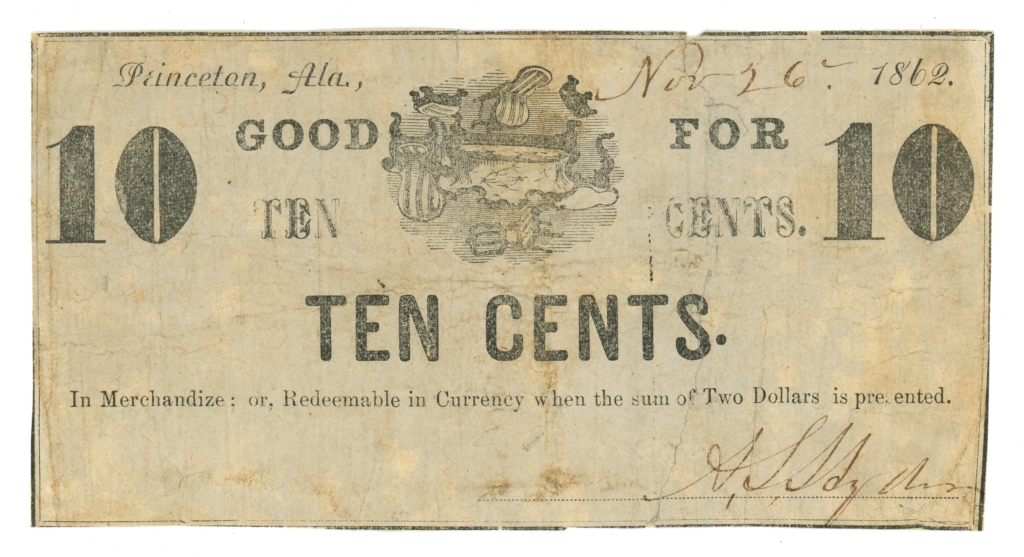 Princeton, Ala., Nov 26 1862.
10 GOOD FOR 10
TEN CENTS.
TEN CENTS.
In Merchandize; or, Redeemable in Currency when the sum of Two Dollars is presented.